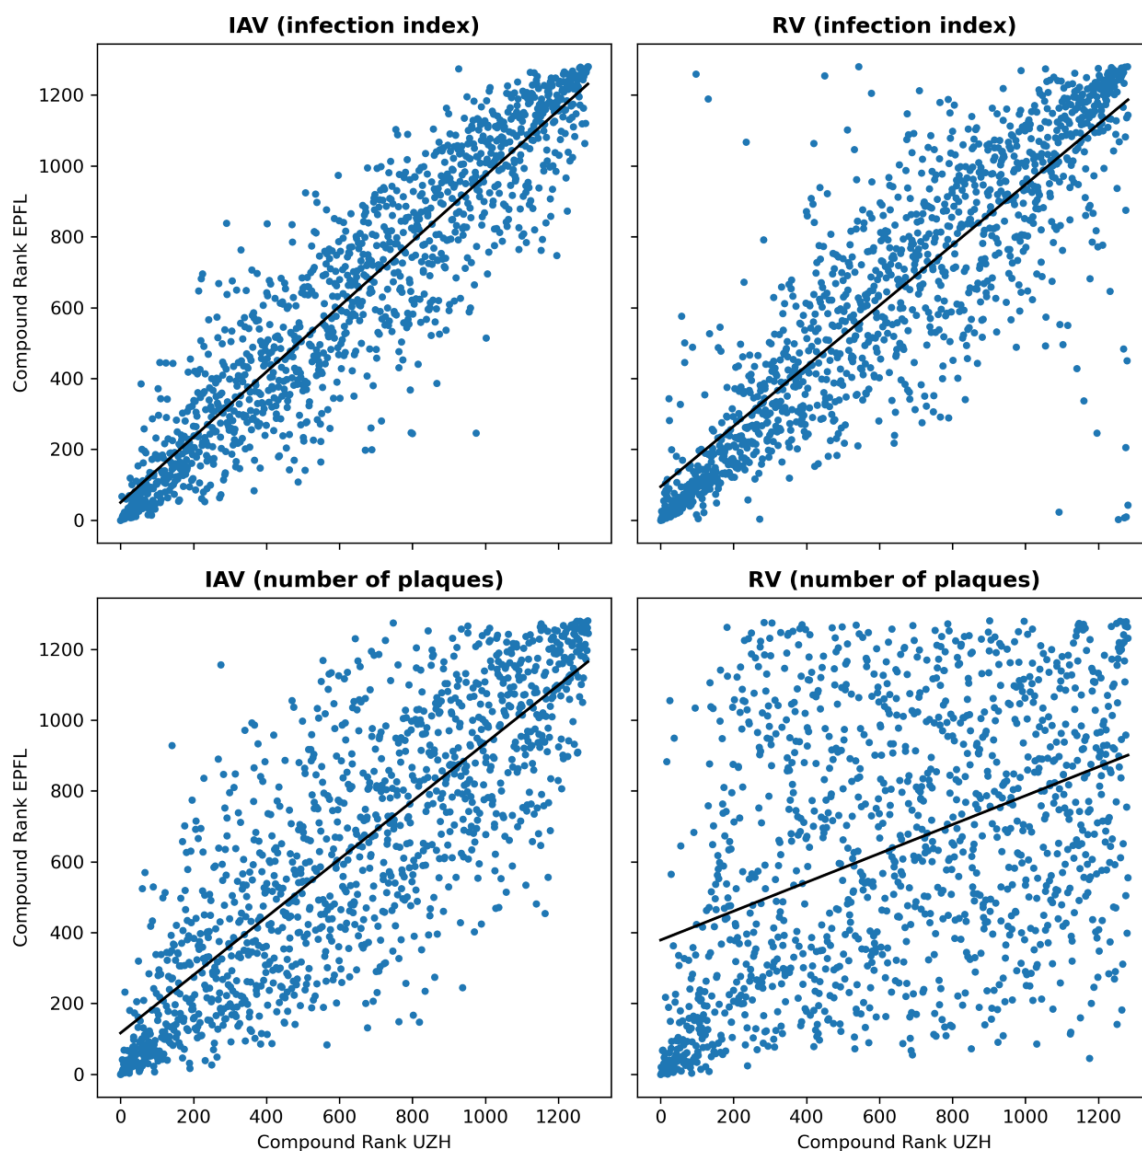 IAV (infection index)
RV (infection index)
1200
1000
800
600
400
200
0
Compound Rank EPFL
IAV (number of plaques)
RV (number of plaques)
1200
1000
800
600
400
200
0
Compound Rank EPFL
0 200 400 600 800 1000 1200
0 200 400 600 800 1000 1200
Compound Rank UZH
Compound Rank UZH